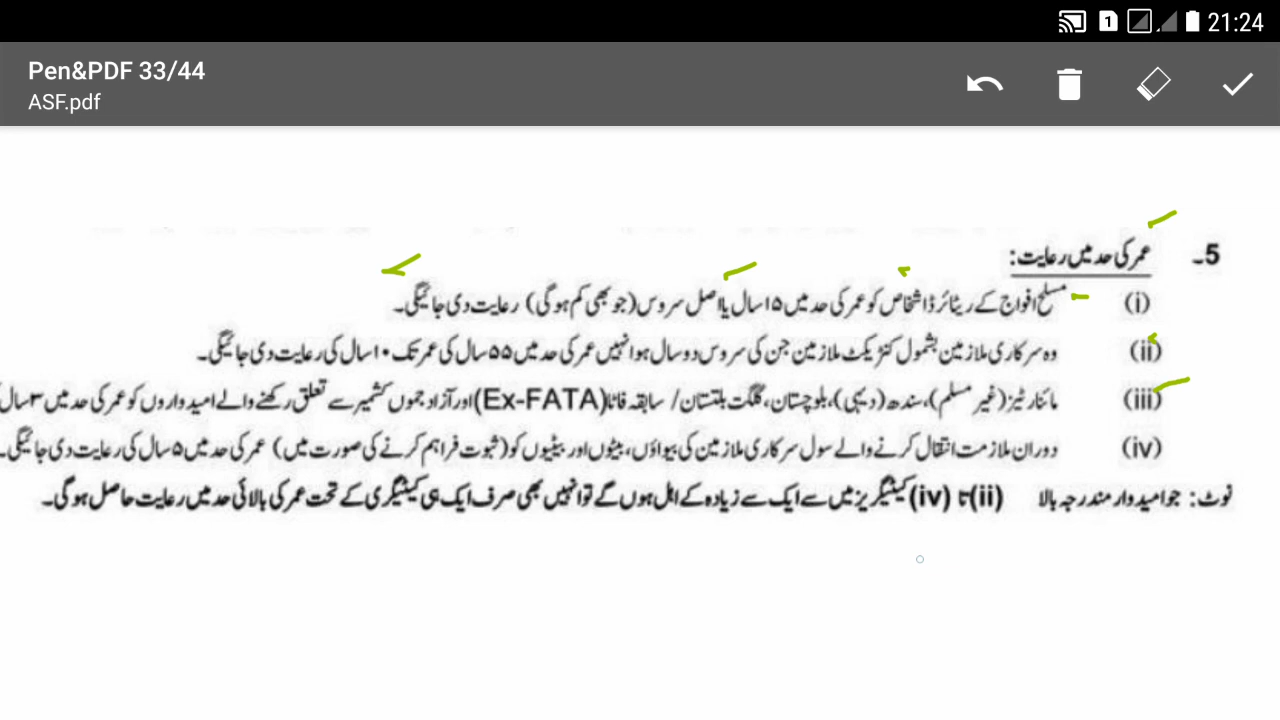 21:24
Pen&PDF 33/44
ASF.pdf
5۔ عمر کی حد میں رعایت:
(i) مسلح افواج کے ریٹائرڈ اشخاص کو عمر کی حد میں ۱۵ سال یا اصل سروس (جو بھی کم ہوگی) رعایت دی جائیگی۔
(ii) وہ سرکاری ملازمین بشمول کنٹریکٹ ملازمین جن کی سروس دو سال ہو انہیں عمر کی حد میں ۵۵ سال کی عمر تک ۱۰ سال کی رعایت دی جائیگی۔
(iii) مائنارٹیز (غیر مسلم)، سندھ (دیہی)، بلوچستان، گلگت بلتستان / سابقہ فاٹا (Ex-FATA) اور آزاد جموں کشمیر سے تعلق رکھنے والے امیدواروں کو عمر کی حد میں ۳ سال
(iv) دوران ملازمت انتقال کرنے والے سول سرکاری ملازمین کی بیواؤں، بیٹوں اور بیٹیوں کو (ثبوت فراہم کرنے کی صورت میں) عمر کی حد میں ۵ سال کی رعایت دی جائیگی۔
نوٹ: جو امیدوار مندرجہ بالا (ii) تا (iv) کیٹیگریز میں سے ایک سے زیادہ کے اہل ہوں گے تو انہیں بھی صرف ایک ہی کیٹیگری کے تحت عمر کی بالائی حد میں رعایت حاصل ہوگی۔